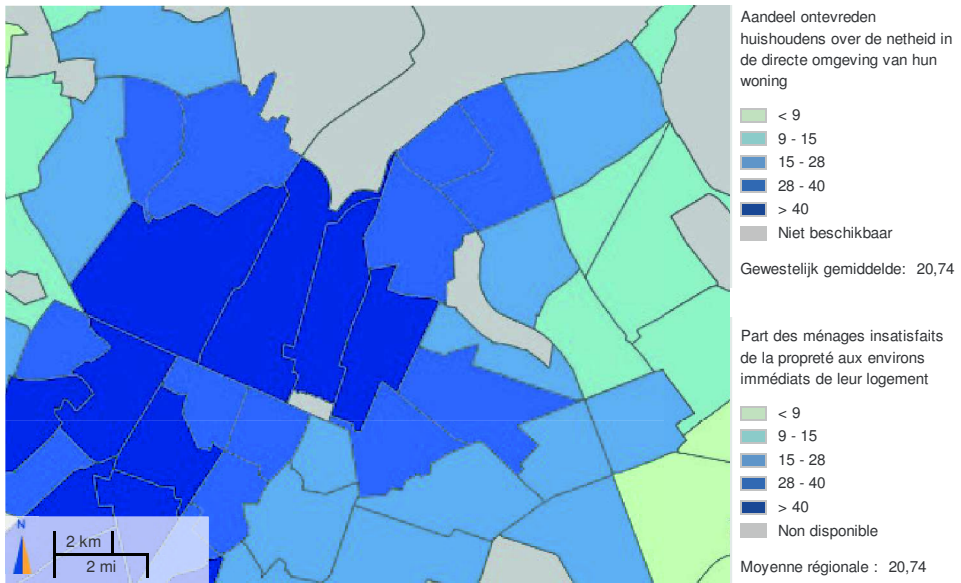 Aandeel ontevreden
huishoudens over de netheid in
de directe omgeving van hun
woning
< 9
9 - 15
15 - 28
28 - 40
> 40
Niet beschikbaar
Gewestelijk gemiddelde: 20,74
Part des ménages insatisfaits
de la propreté aux environs
immédiats de leur logement
< 9
9 - 15
15 - 28
28 - 40
> 40
Non disponible
Moyenne régionale : 20,74
N
2 km
2 mi